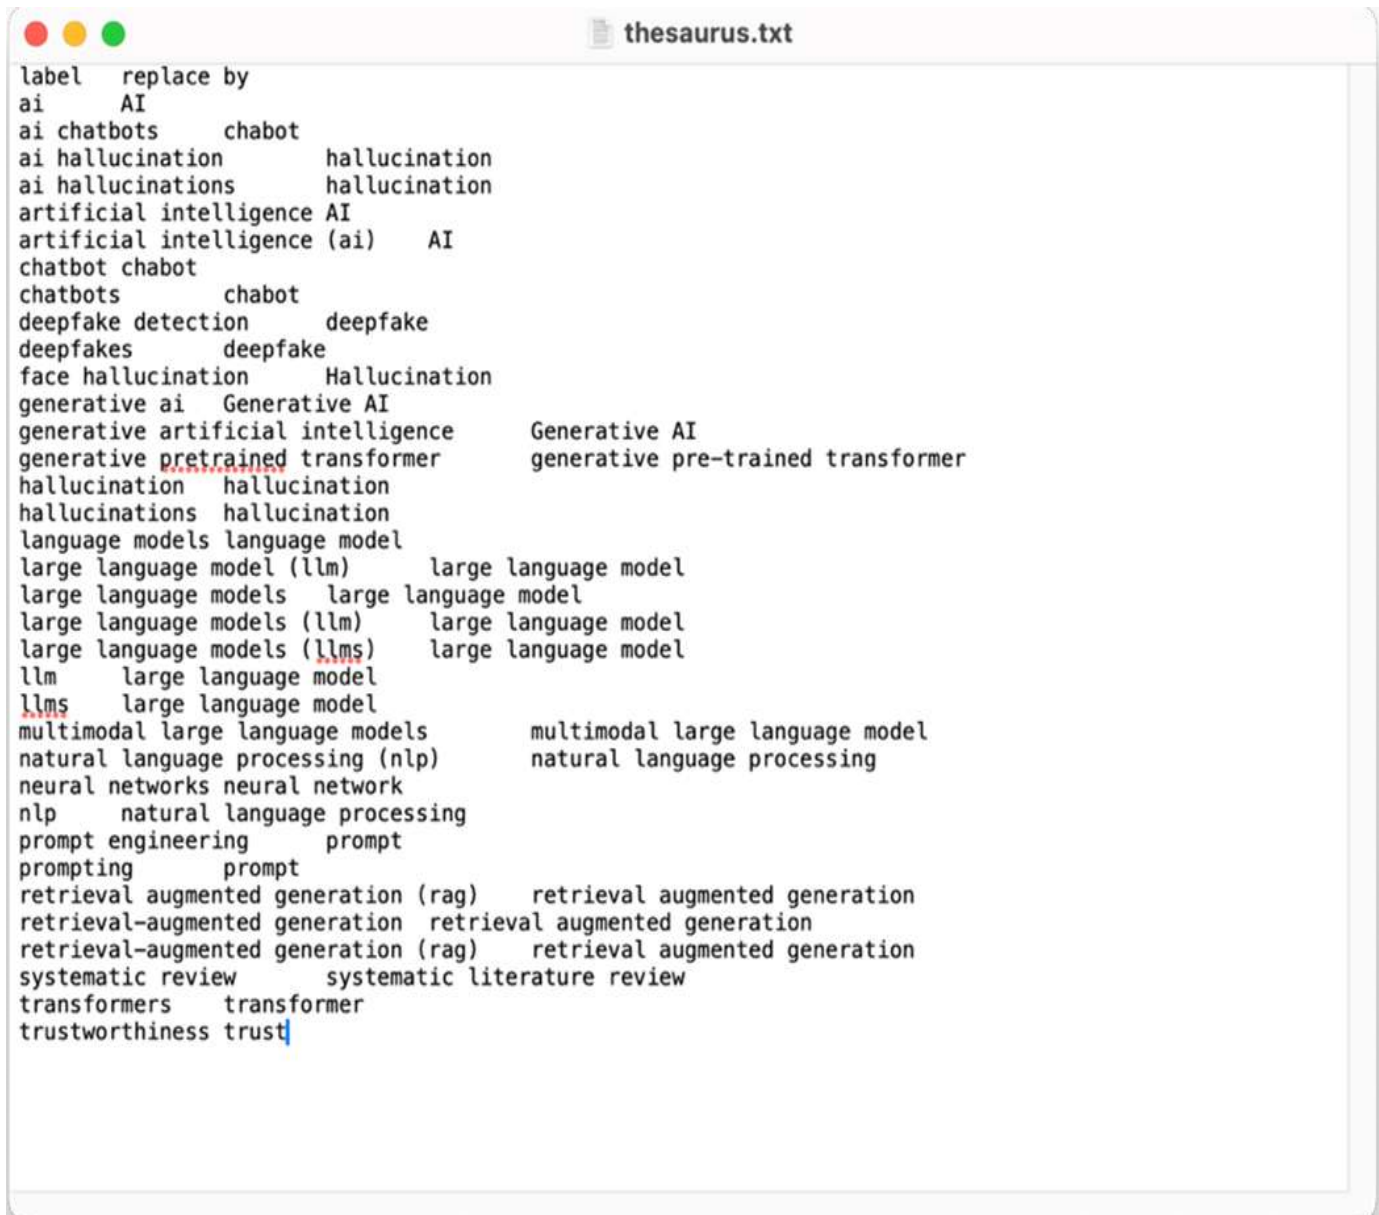 thesaurus.txt
label	replace by
ai	AI
ai chatbots	chabot
ai hallucination	hallucination
ai hallucinations	hallucination
artificial intelligence	AI
artificial intelligence (ai)	AI
chatbot	chabot
chatbots	chabot
deepfake detection	deepfake
deepfakes	deepfake
face hallucination	Hallucination
generative ai	Generative AI
generative artificial intelligence	Generative AI
generative pretrained transformer	generative pre-trained transformer
hallucination	hallucination
hallucinations	hallucination
language models	language model
large language model (llm)	large language model
large language models	large language model
large language models (llm)	large language model
large language models (llms)	large language model
llm	large language model
llms	large language model
multimodal large language models	multimodal large language model
natural language processing (nlp)	natural language processing
neural networks	neural network
nlp	natural language processing
prompt engineering	prompt
prompting	prompt
retrieval augmented generation (rag)	retrieval augmented generation
retrieval-augmented generation	retrieval augmented generation
retrieval-augmented generation (rag)	retrieval augmented generation
systematic review	systematic literature review
transformers	transformer
trustworthiness	trust